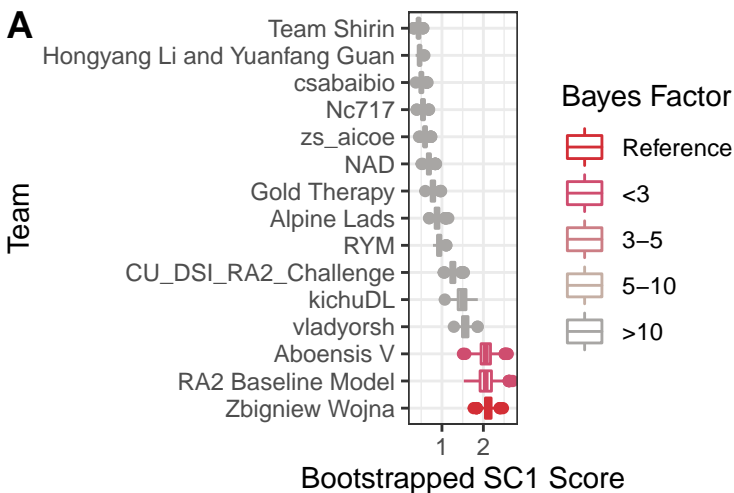 A
Team
Team Shirin
Hongyang Li and Yuanfang Guan
csabaibio
Nc717
zs_aicoe
NAD
Gold Therapy
Alpine Lads
RYM
CU_DSI_RA2_Challenge
kichuDL
vladyorsh
Aboensis V
RA2 Baseline Model
Zbigniew Wojna
1 2
Bootstrapped SC1 Score
Bayes Factor
Reference
<3
3–5
5–10
>10